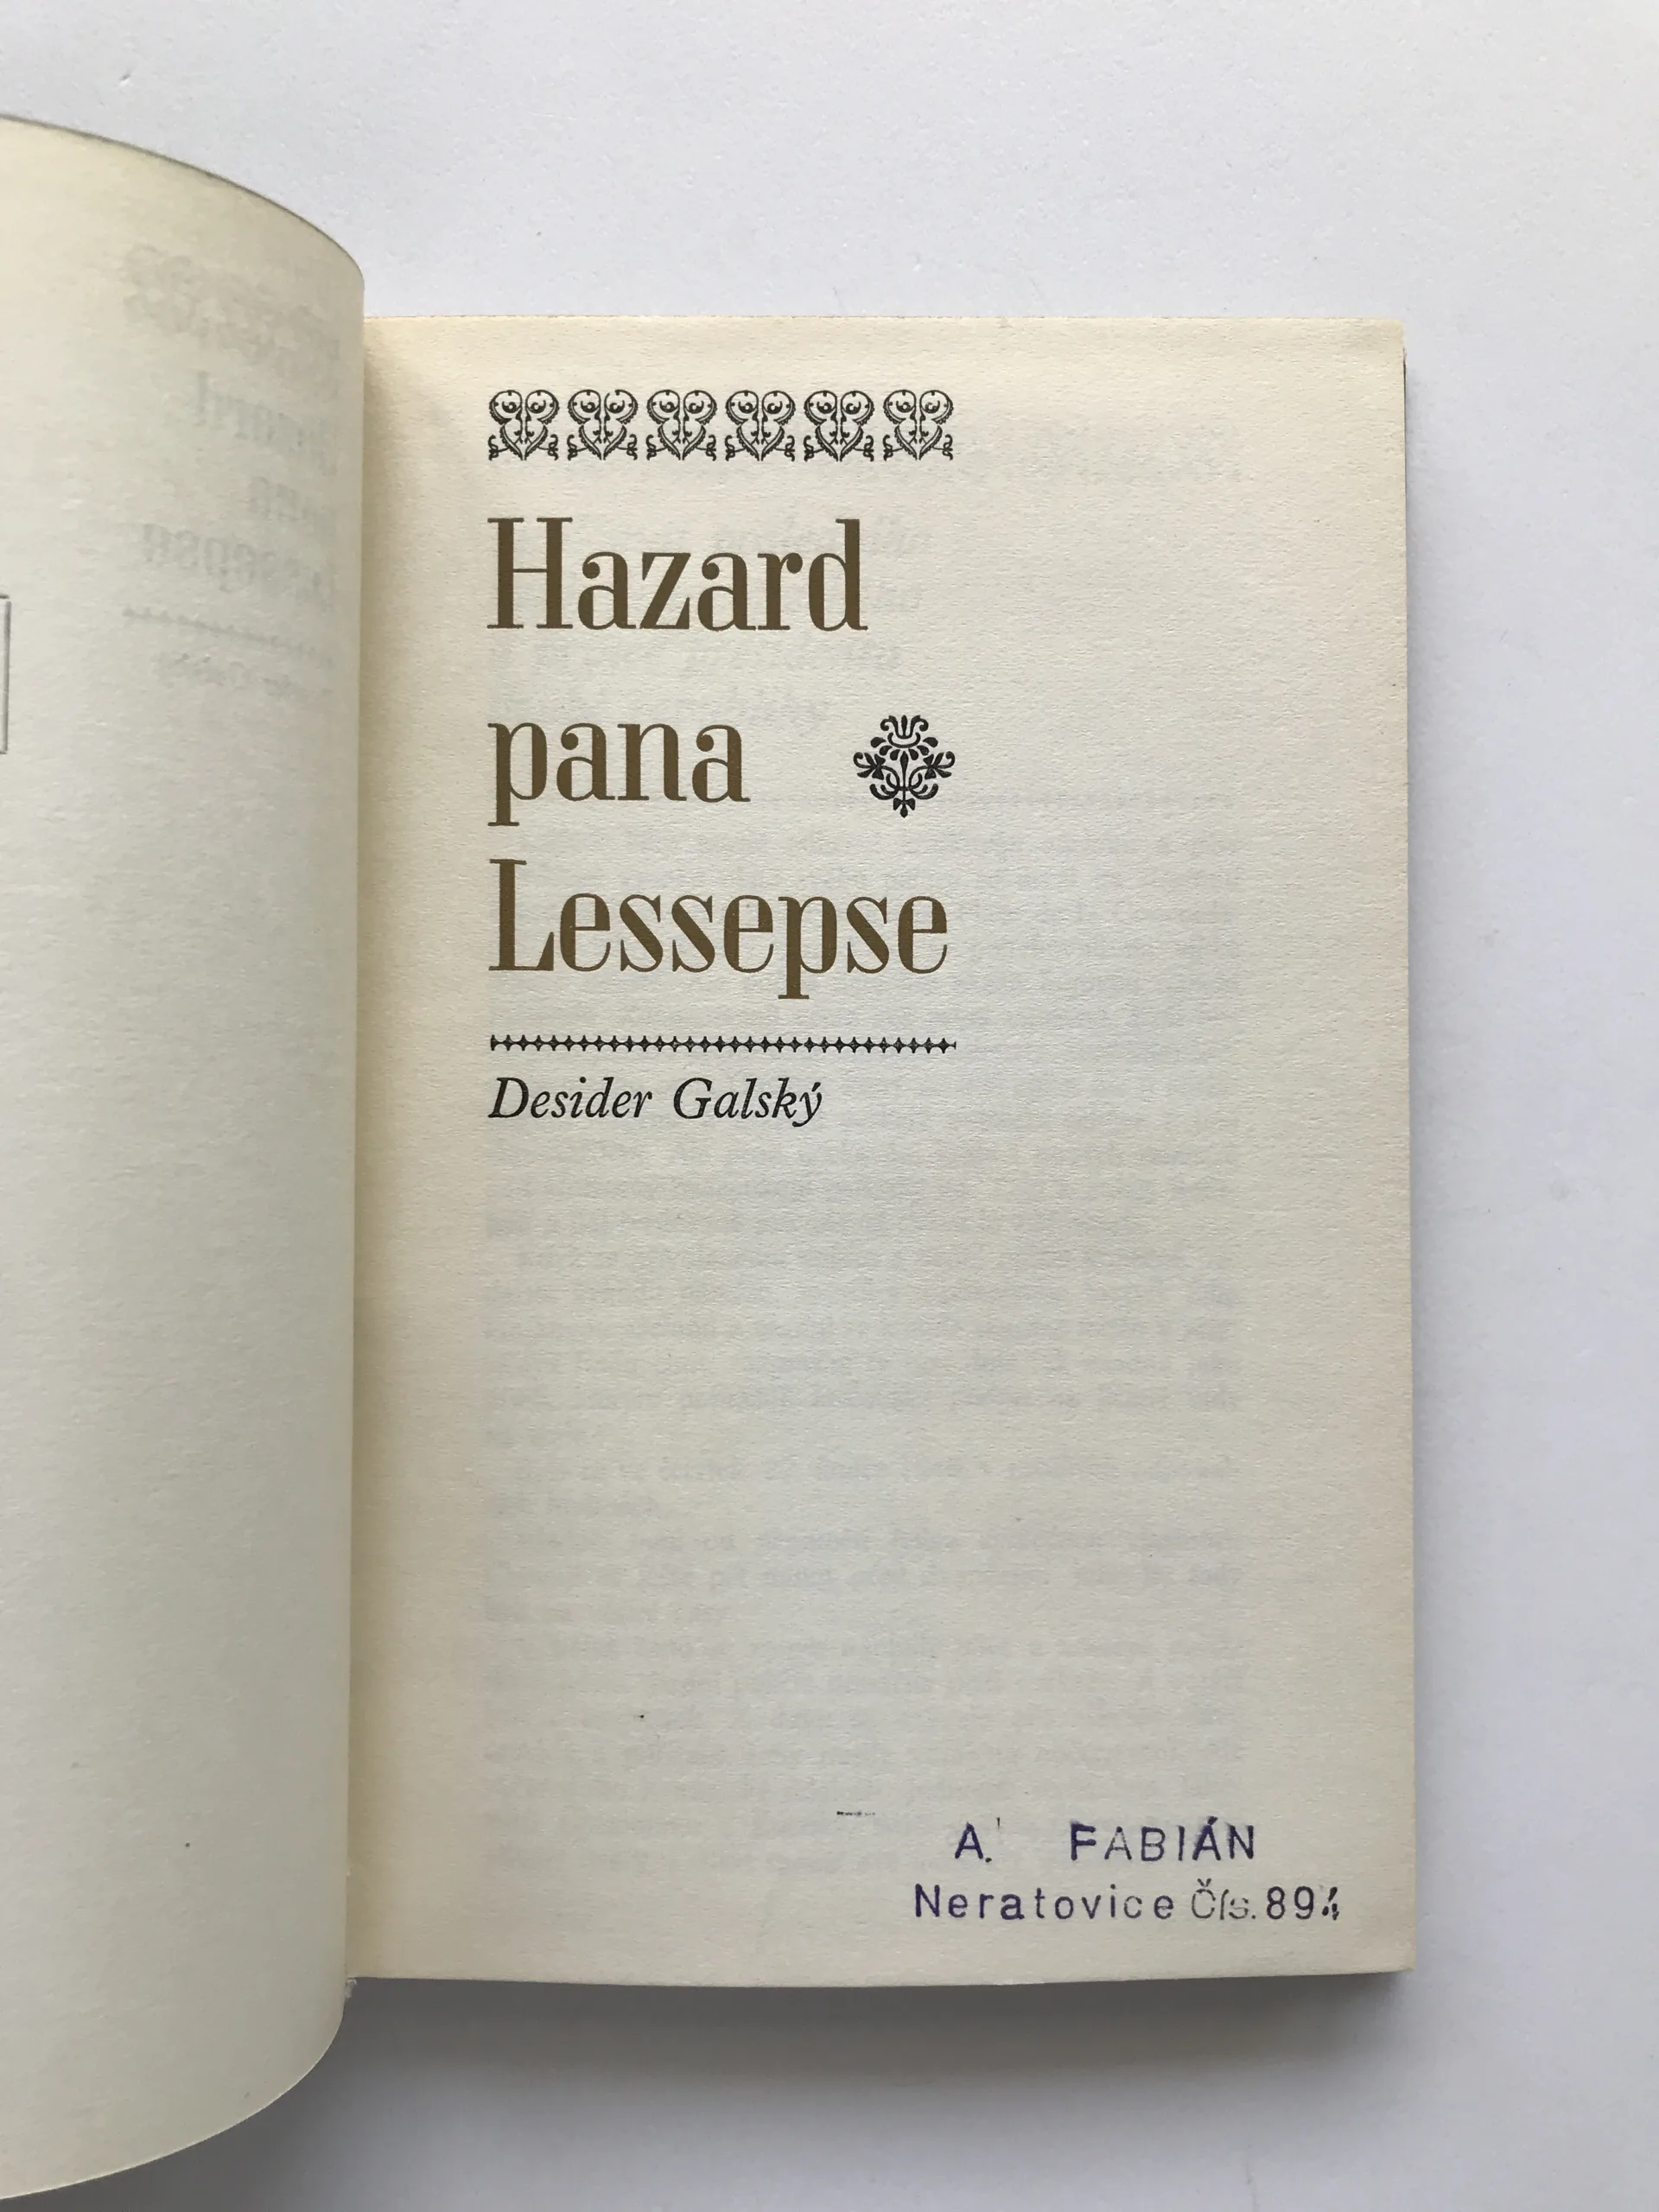 Hazard
pana
Lessepse
Desider Galský
A. FABIÁN
Neratovice Čís. 894